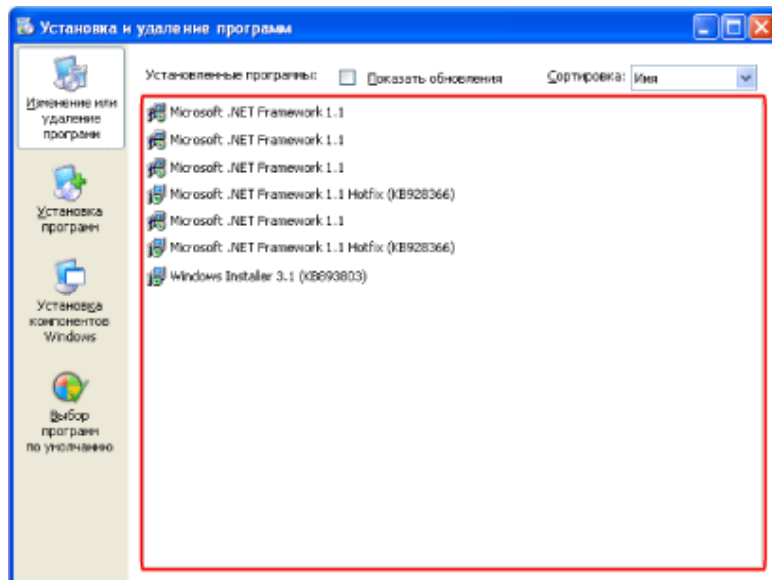 Установка и удаление программ
Изменение или
удаление
программ
Установка
программ
Установка
компонентов
Windows
Выбор
программ
по умолчанию
Установленные программы:
Показать обновления
Сортировка:
Имя
Microsoft .NET Framework 1.1
Microsoft .NET Framework 1.1
Microsoft .NET Framework 1.1
Microsoft .NET Framework 1.1 Hotfix (KB928366)
Microsoft .NET Framework 1.1
Microsoft .NET Framework 1.1 Hotfix (KB928366)
Windows Installer 3.1 (KB893803)